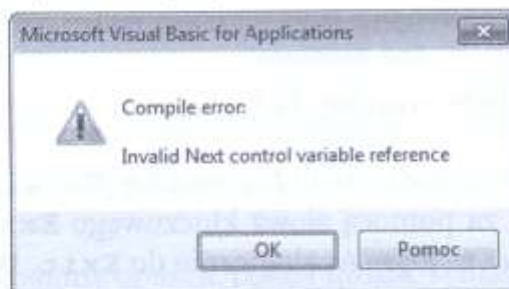 Microsoft Visual Basic for Applications
Compile error:
Invalid Next control variable reference
OK
Pomoc